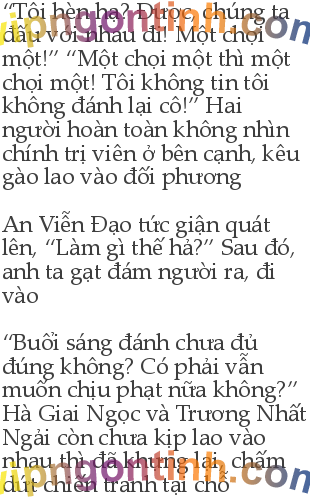 “Tôi hèn hạ? Được, chúng ta
đấu với nhau đi! Một chọi
một!” “Một chọi một thì một
chọi một! Tôi không tin tôi
không đánh lại cô!” Hai
người hoàn toàn không nhìn
chính trị viên ở bên cạnh, kêu
gào lao vào đối phương
An Viễn Đạo tức giận quát
lên, “Làm gì thế hả?” Sau đó,
anh ta gạt đám người ra, đi
vào
“Buổi sáng đánh chưa đủ
đúng không? Có phải vẫn
muốn chịu phạt nữa không?”
Hà Giai Ngọc và Trương Nhất
Ngải còn chưa kịp lao vào
nhau thì đã khựng lại, chấm
dứt chiến tranh tại chỗ
vipngontinh.com
vipngontinh.com